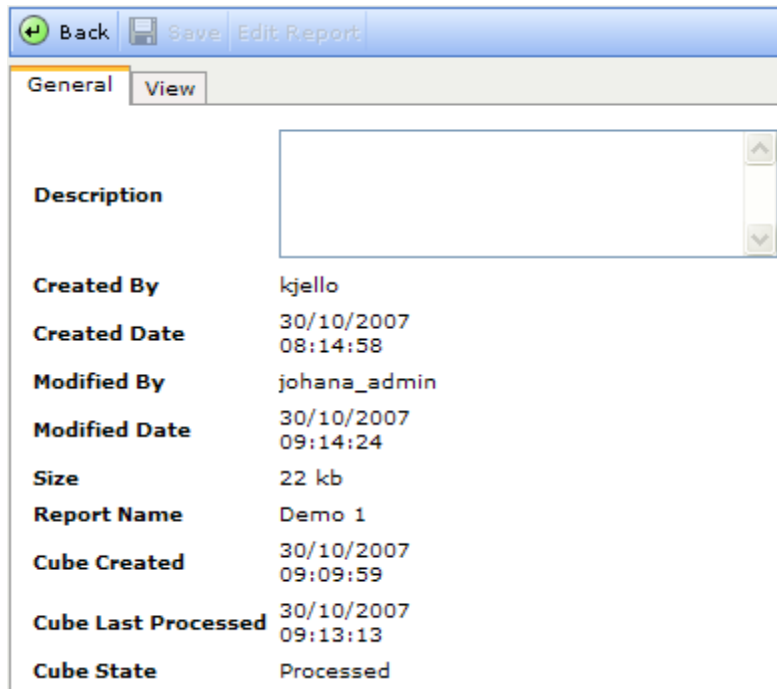 Back Save Edit Report
General View
Description
Created By kjello
Created Date 30/10/2007
08:14:58
Modified By johana_admin
Modified Date 30/10/2007
09:14:24
Size 22 kb
Report Name Demo 1
Cube Created 30/10/2007
09:09:59
Cube Last Processed 30/10/2007
09:13:13
Cube State Processed